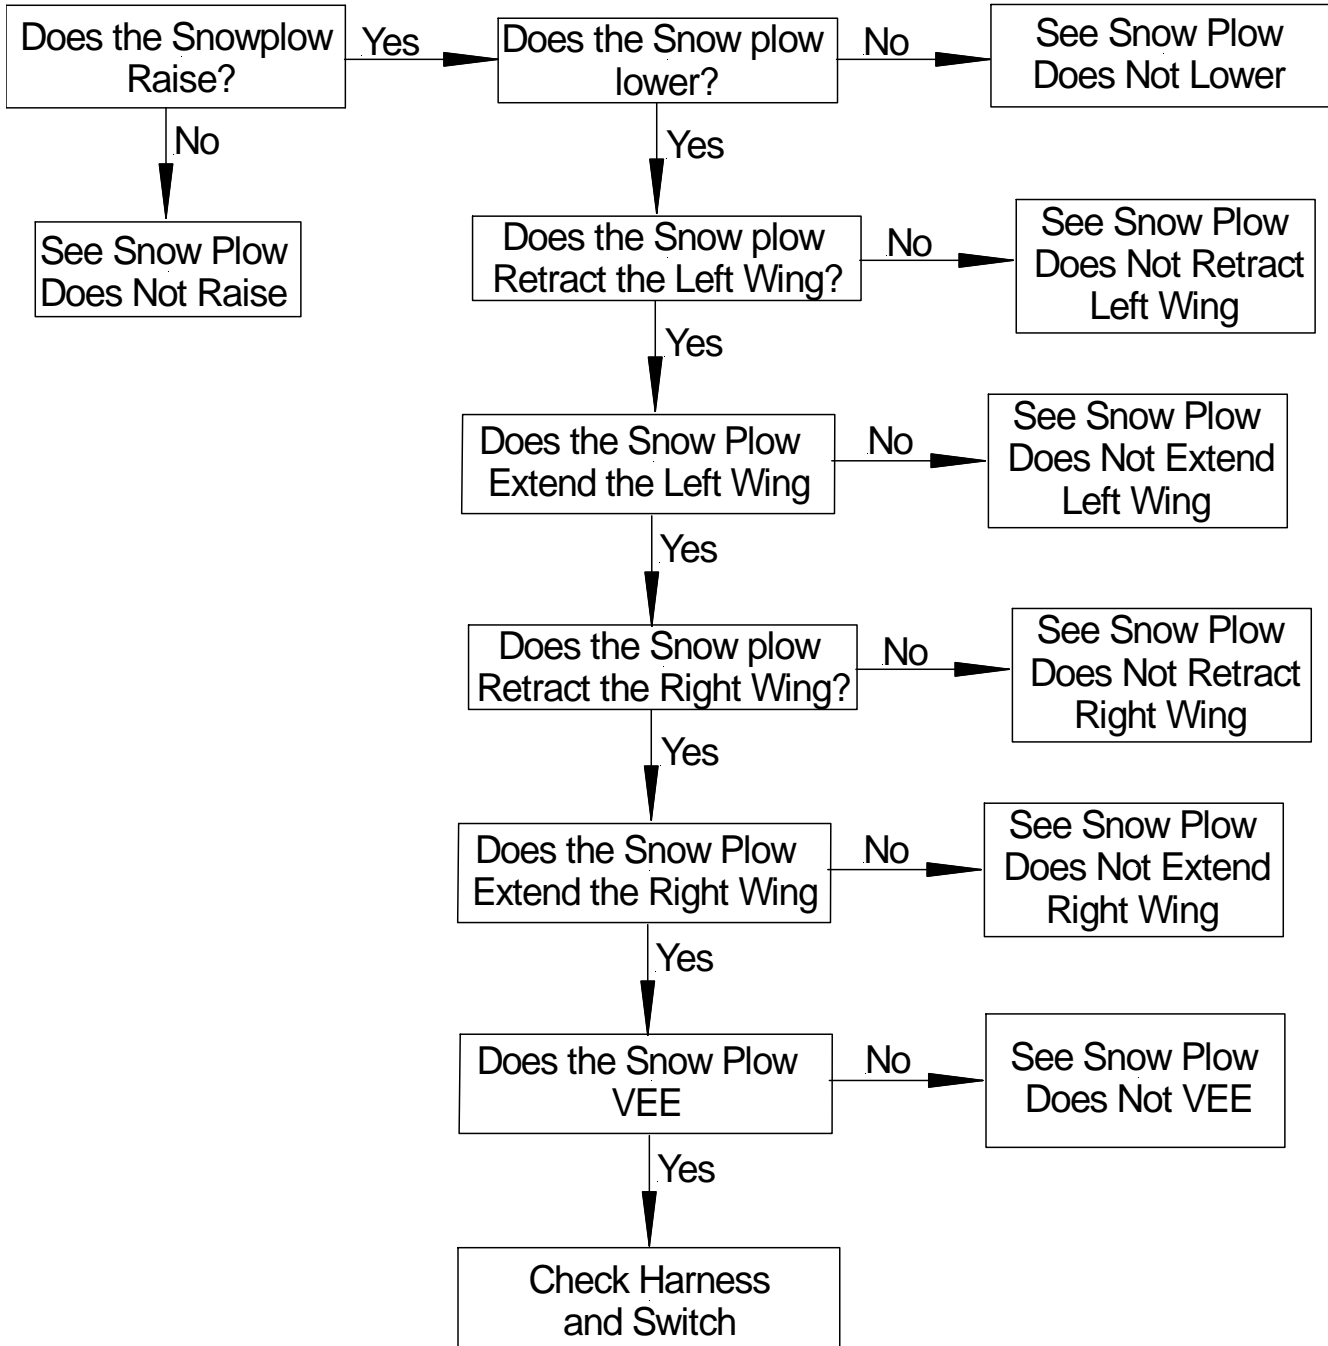 Does the Snowplow
Raise?
Yes
Does the Snow plow
lower?
No
See Snow Plow
Does Not Lower
No
Yes
See Snow Plow
Does Not Raise
Does the Snow plow
Retract the Left Wing?
No
See Snow Plow
Does Not Retract
Left Wing
Yes
Does the Snow Plow
Extend the Left Wing
No
See Snow Plow
Does Not Extend
Left Wing
Yes
Does the Snow plow
Retract the Right Wing?
No
See Snow Plow
Does Not Retract
Right Wing
Yes
Does the Snow Plow
Extend the Right Wing
No
See Snow Plow
Does Not Extend
Right Wing
Yes
Does the Snow Plow
VEE
No
See Snow Plow
Does Not VEE
Yes
Check Harness
and Switch